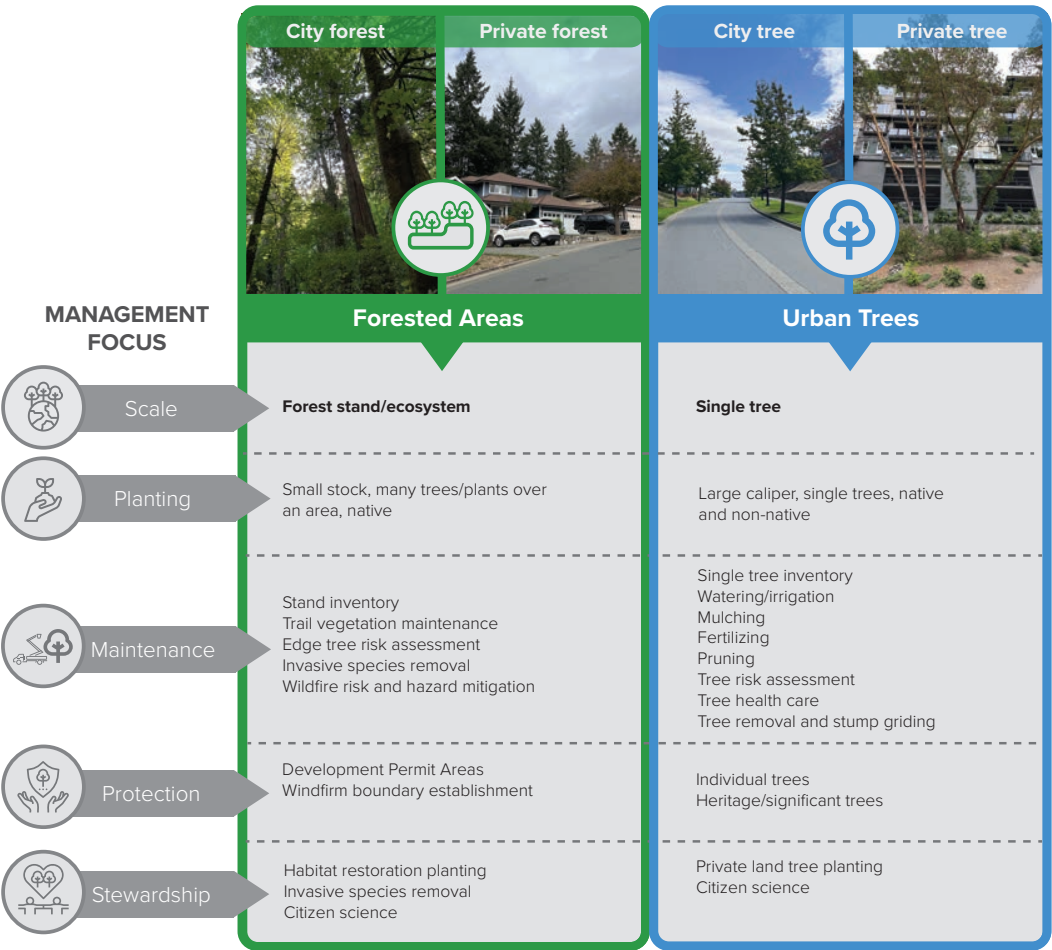 City forest
Private forest
City tree
Private tree
MANAGEMENT
FOCUS
Forested Areas
Urban Trees
Scale
Forest stand/ecosystem
Single tree
Planting
Small stock, many trees/plants over
an area, native
Large caliper, single trees, native
and non-native
Maintenance
Stand inventory
Trail vegetation maintenance
Edge tree risk assessment
Invasive species removal
Wildfire risk and hazard mitigation
Single tree inventory
Watering/irrigation
Mulching
Fertilizing
Pruning
Tree risk assessment
Tree health care
Tree removal and stump griding
Protection
Development Permit Areas
Windfirm boundary establishment
Individual trees
Heritage/significant trees
Stewardship
Habitat restoration planting
Invasive species removal
Citizen science
Private land tree planting
Citizen science